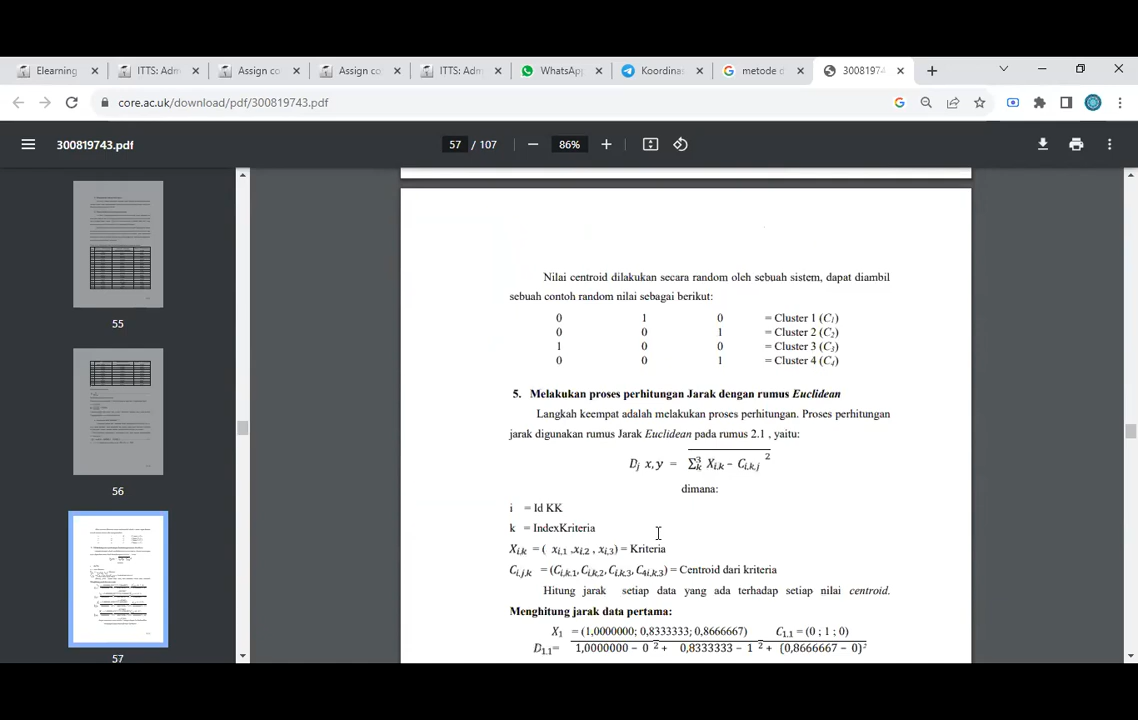 Elearning
ITTS: Adm
Assign co
Assign co
ITTS: Adm
WhatsApp
Koordinas
metode d
30081974
core.ac.uk/download/pdf/300819743.pdf
300819743.pdf
57 / 107
86%
55
56
57
Nilai centroid dilakukan secara random oleh sebuah sistem, dapat diambil
sebuah contoh random nilai sebagai berikut:
0 1 0 = Cluster 1 (C1)
0 0 1 = Cluster 2 (C2)
1 0 0 = Cluster 3 (C3)
0 0 1 = Cluster 4 (C4)
5. Melakukan proses perhitungan Jarak dengan rumus Euclidean
Langkah keempat adalah melakukan proses perhitungan. Proses perhitungan
jarak digunakan rumus Jarak Euclidean pada rumus 2.1 , yaitu:
Dj x,y = Σ3k Xi,k − Ci,k,j 2
dimana:
i = Id KK
k = IndexKriteria
Xi,k = ( xi,1 ,xi,2 , xi,3) = Kriteria
Ci,j,k = (Ci,k,1, Ci,k,2, Ci,k,3, C4i,k,3) = Centroid dari kriteria
Hitung jarak setiap data yang ada terhadap setiap nilai centroid.
Menghitung jarak data pertama:
X1 = (1,0000000; 0,8333333; 0,8666667) C1.1 = (0 ; 1 ; 0)
D1.1= 1,0000000 − 0 2 + 0,8333333 − 1 2 + (0,8666667 − 0)2